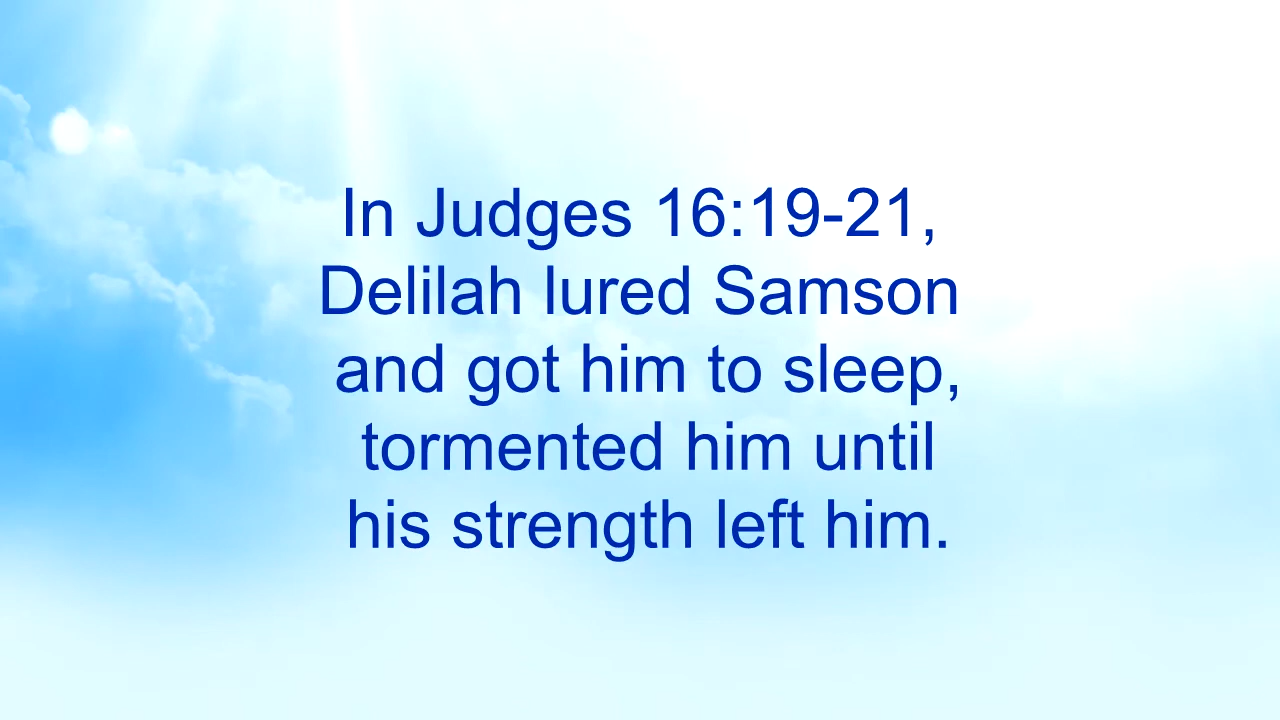 In Judges 16:19-21,
Delilah lured Samson
and got him to sleep,
tormented him until
his strength left him.